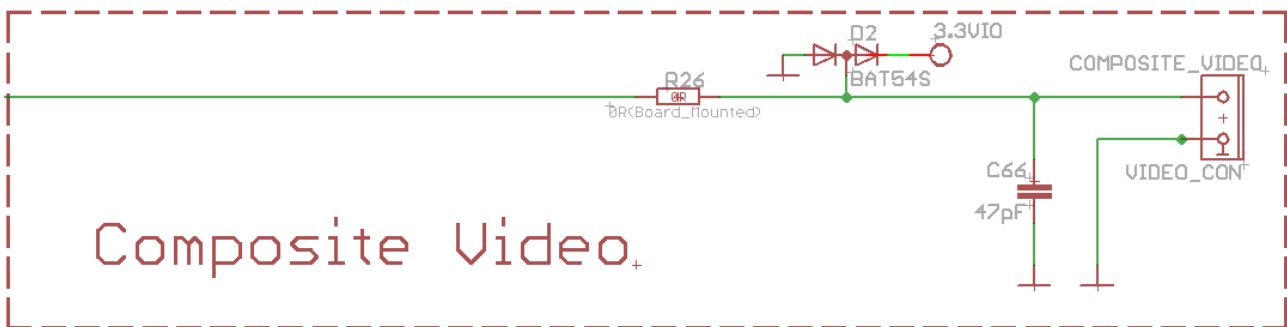 D2
3.3VIO
BAT54S
COMPOSITE_VIDEO
R26
0R
0R(Board_Mounted)
VIDEO_CON
C66
47pF
Composite Video